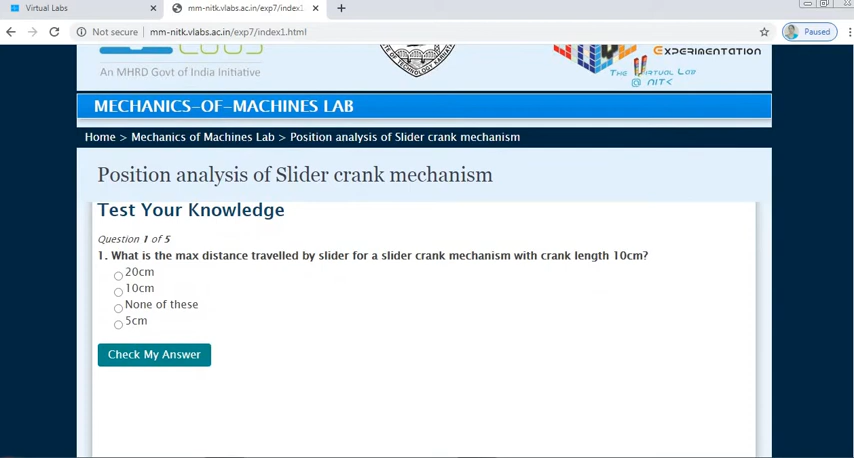 Virtual Labs
mm-nitk.vlabs.ac.in/exp7/index1
Not secure
mm-nitk.vlabs.ac.in/exp7/index1.html
Paused
An MHRD Govt of India Initiative
EXPERIMENTATION
THE VIRTUAL LAB
@ NITK
MECHANICS-OF-MACHINES LAB
Home > Mechanics of Machines Lab > Position analysis of Slider crank mechanism
Position analysis of Slider crank mechanism
Test Your Knowledge
Question 1 of 5
1. What is the max distance travelled by slider for a slider crank mechanism with crank length 10cm?
20cm
10cm
None of these
5cm
Check My Answer